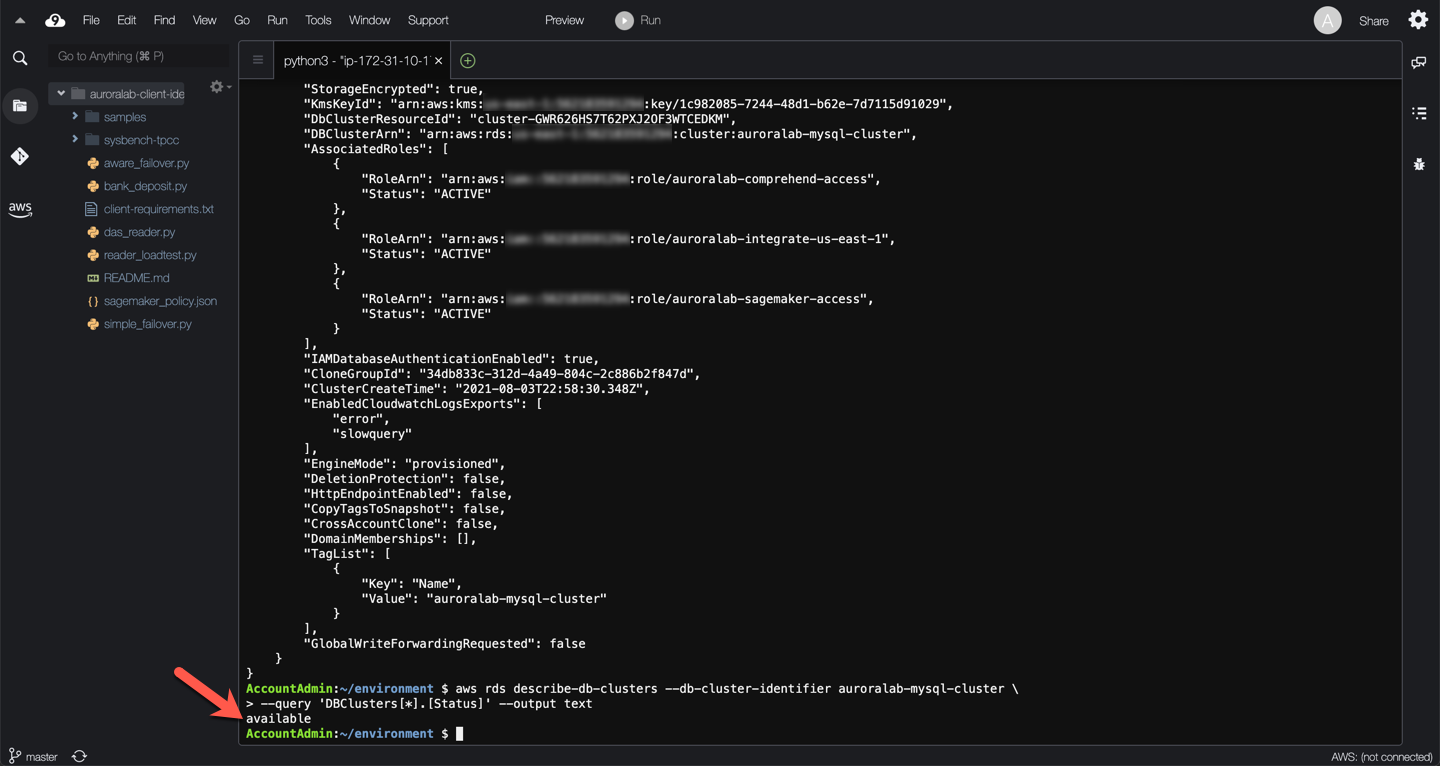 9 File Edit Find View Go Run Tools Window Support Preview Run A Share
Go to Anything (⌘ P)
python3 - "ip-172-31-10-1 ×
auroralab-client-ide
samples
sysbench-tpcc
aware_failover.py
bank_deposit.py
client-requirements.txt
das_reader.py
reader_loadtest.py
README.md
sagemaker_policy.json
simple_failover.py
aws
"StorageEncrypted": true,
"KmsKeyId": "arn:aws:kms: :key/1c982085-7244-48d1-b62e-7d7115d91029",
"DbClusterResourceId": "cluster-GWR626HS7T62PXJ2OF3WTCEDKM",
"DBClusterArn": "arn:aws:rds: :cluster:auroralab-mysql-cluster",
"AssociatedRoles": [
{
"RoleArn": "arn:aws: :role/auroralab-comprehend-access",
"Status": "ACTIVE"
},
{
"RoleArn": "arn:aws: :role/auroralab-integrate-us-east-1",
"Status": "ACTIVE"
},
{
"RoleArn": "arn:aws: :role/auroralab-sagemaker-access",
"Status": "ACTIVE"
}
],
"IAMDatabaseAuthenticationEnabled": true,
"CloneGroupId": "34db833c-312d-4a49-804c-2c886b2f847d",
"ClusterCreateTime": "2021-08-03T22:58:30.348Z",
"EnabledCloudwatchLogsExports": [
"error",
"slowquery"
],
"EngineMode": "provisioned",
"DeletionProtection": false,
"HttpEndpointEnabled": false,
"CopyTagsToSnapshot": false,
"CrossAccountClone": false,
"DomainMemberships": [],
"TagList": [
{
"Key": "Name",
"Value": "auroralab-mysql-cluster"
}
],
"GlobalWriteForwardingRequested": false
}
}
AccountAdmin:~/environment $ aws rds describe-db-clusters --db-cluster-identifier auroralab-mysql-cluster \
> --query 'DBClusters[*].[Status]' --output text
available
AccountAdmin:~/environment $
master
AWS: (not connected)